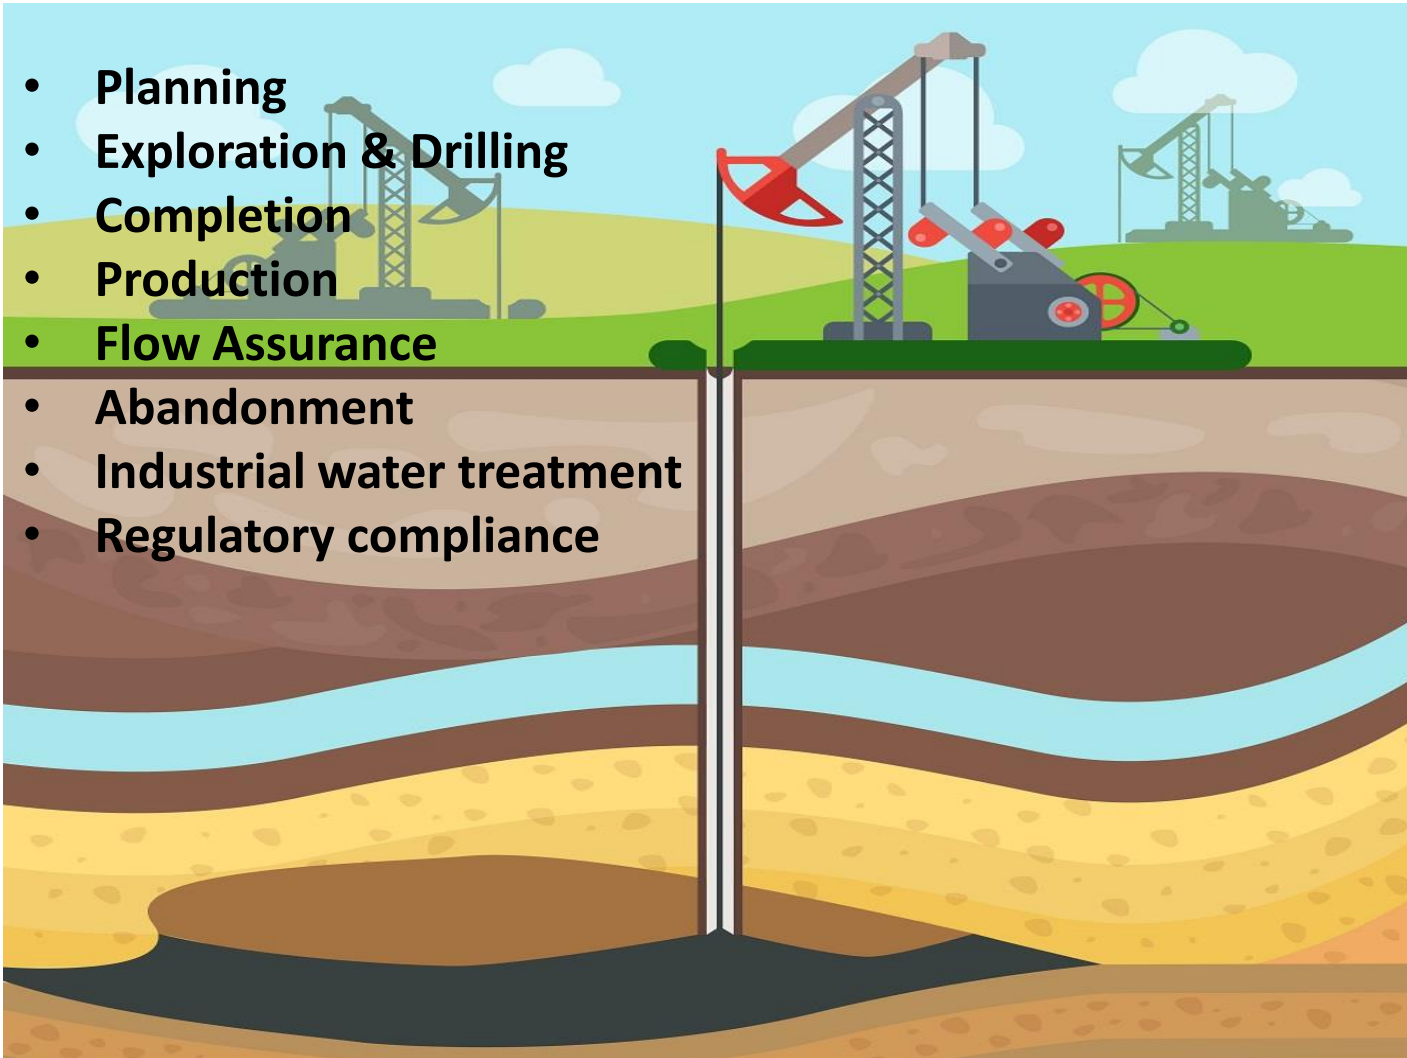 • Planning
• Exploration & Drilling
• Completion
• Production
• Flow Assurance
• Abandonment
• Industrial water treatment
• Regulatory compliance